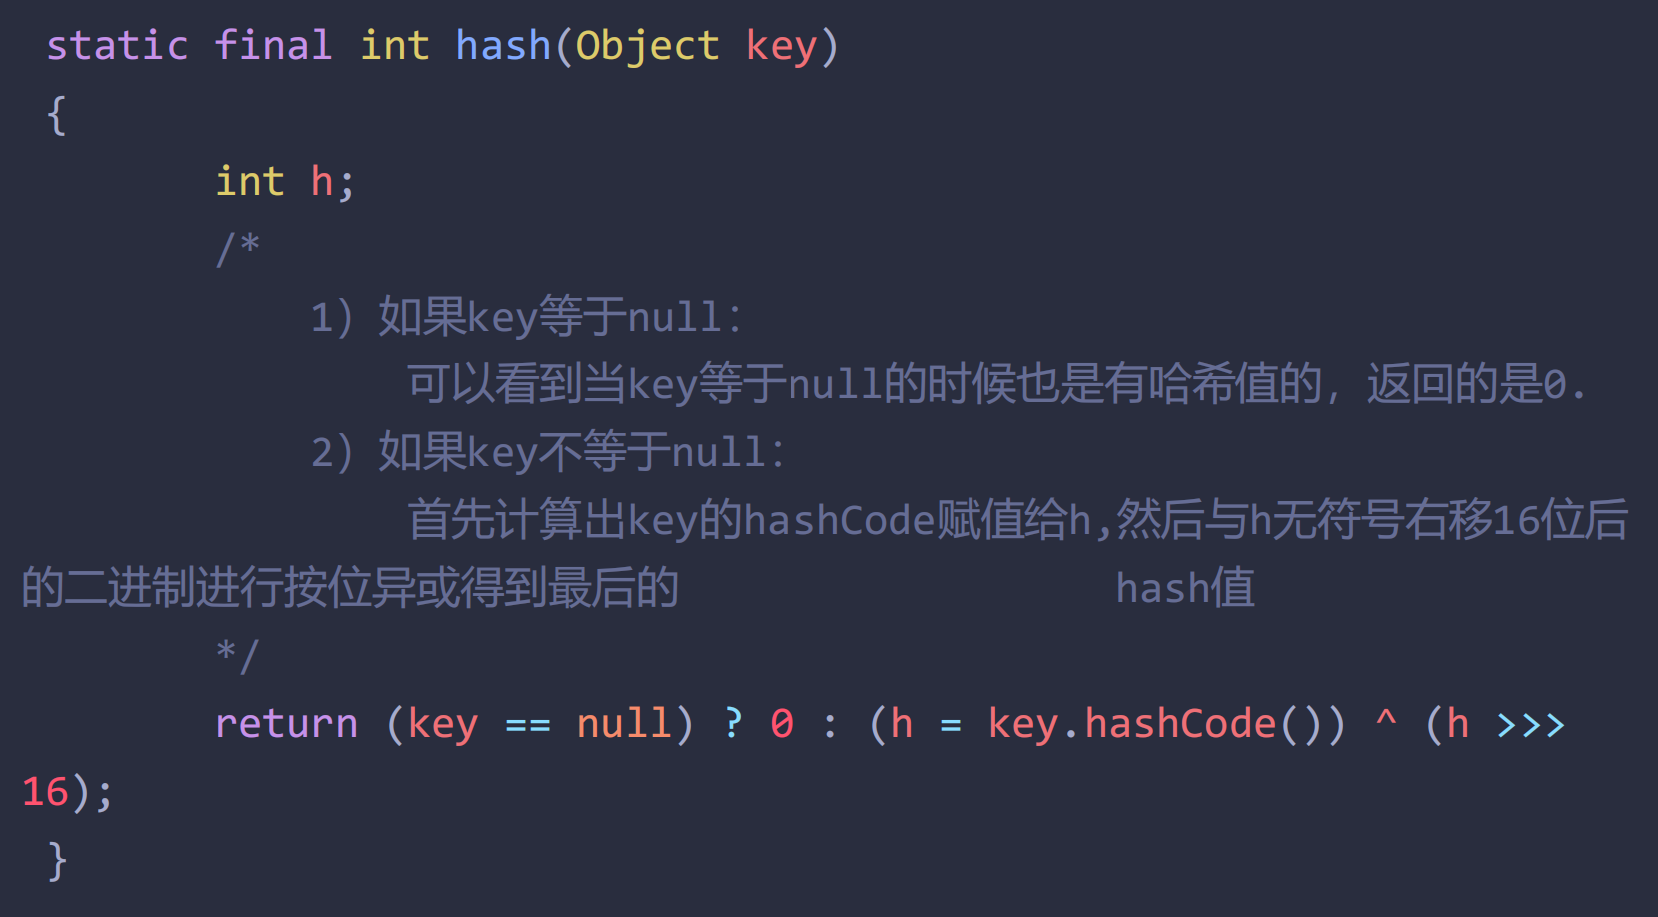 static final int hash(Object key)
{
int h;
/*
1）如果key等于null：
可以看到当key等于null的时候也是有哈希值的，返回的是0.
2）如果key不等于null：
首先计算出key的hashCode赋值给h,然后与h无符号右移16位后
的二进制进行按位异或得到最后的 hash值
*/
return (key == null) ? 0 : (h = key.hashCode()) ^ (h >>>
16);
}